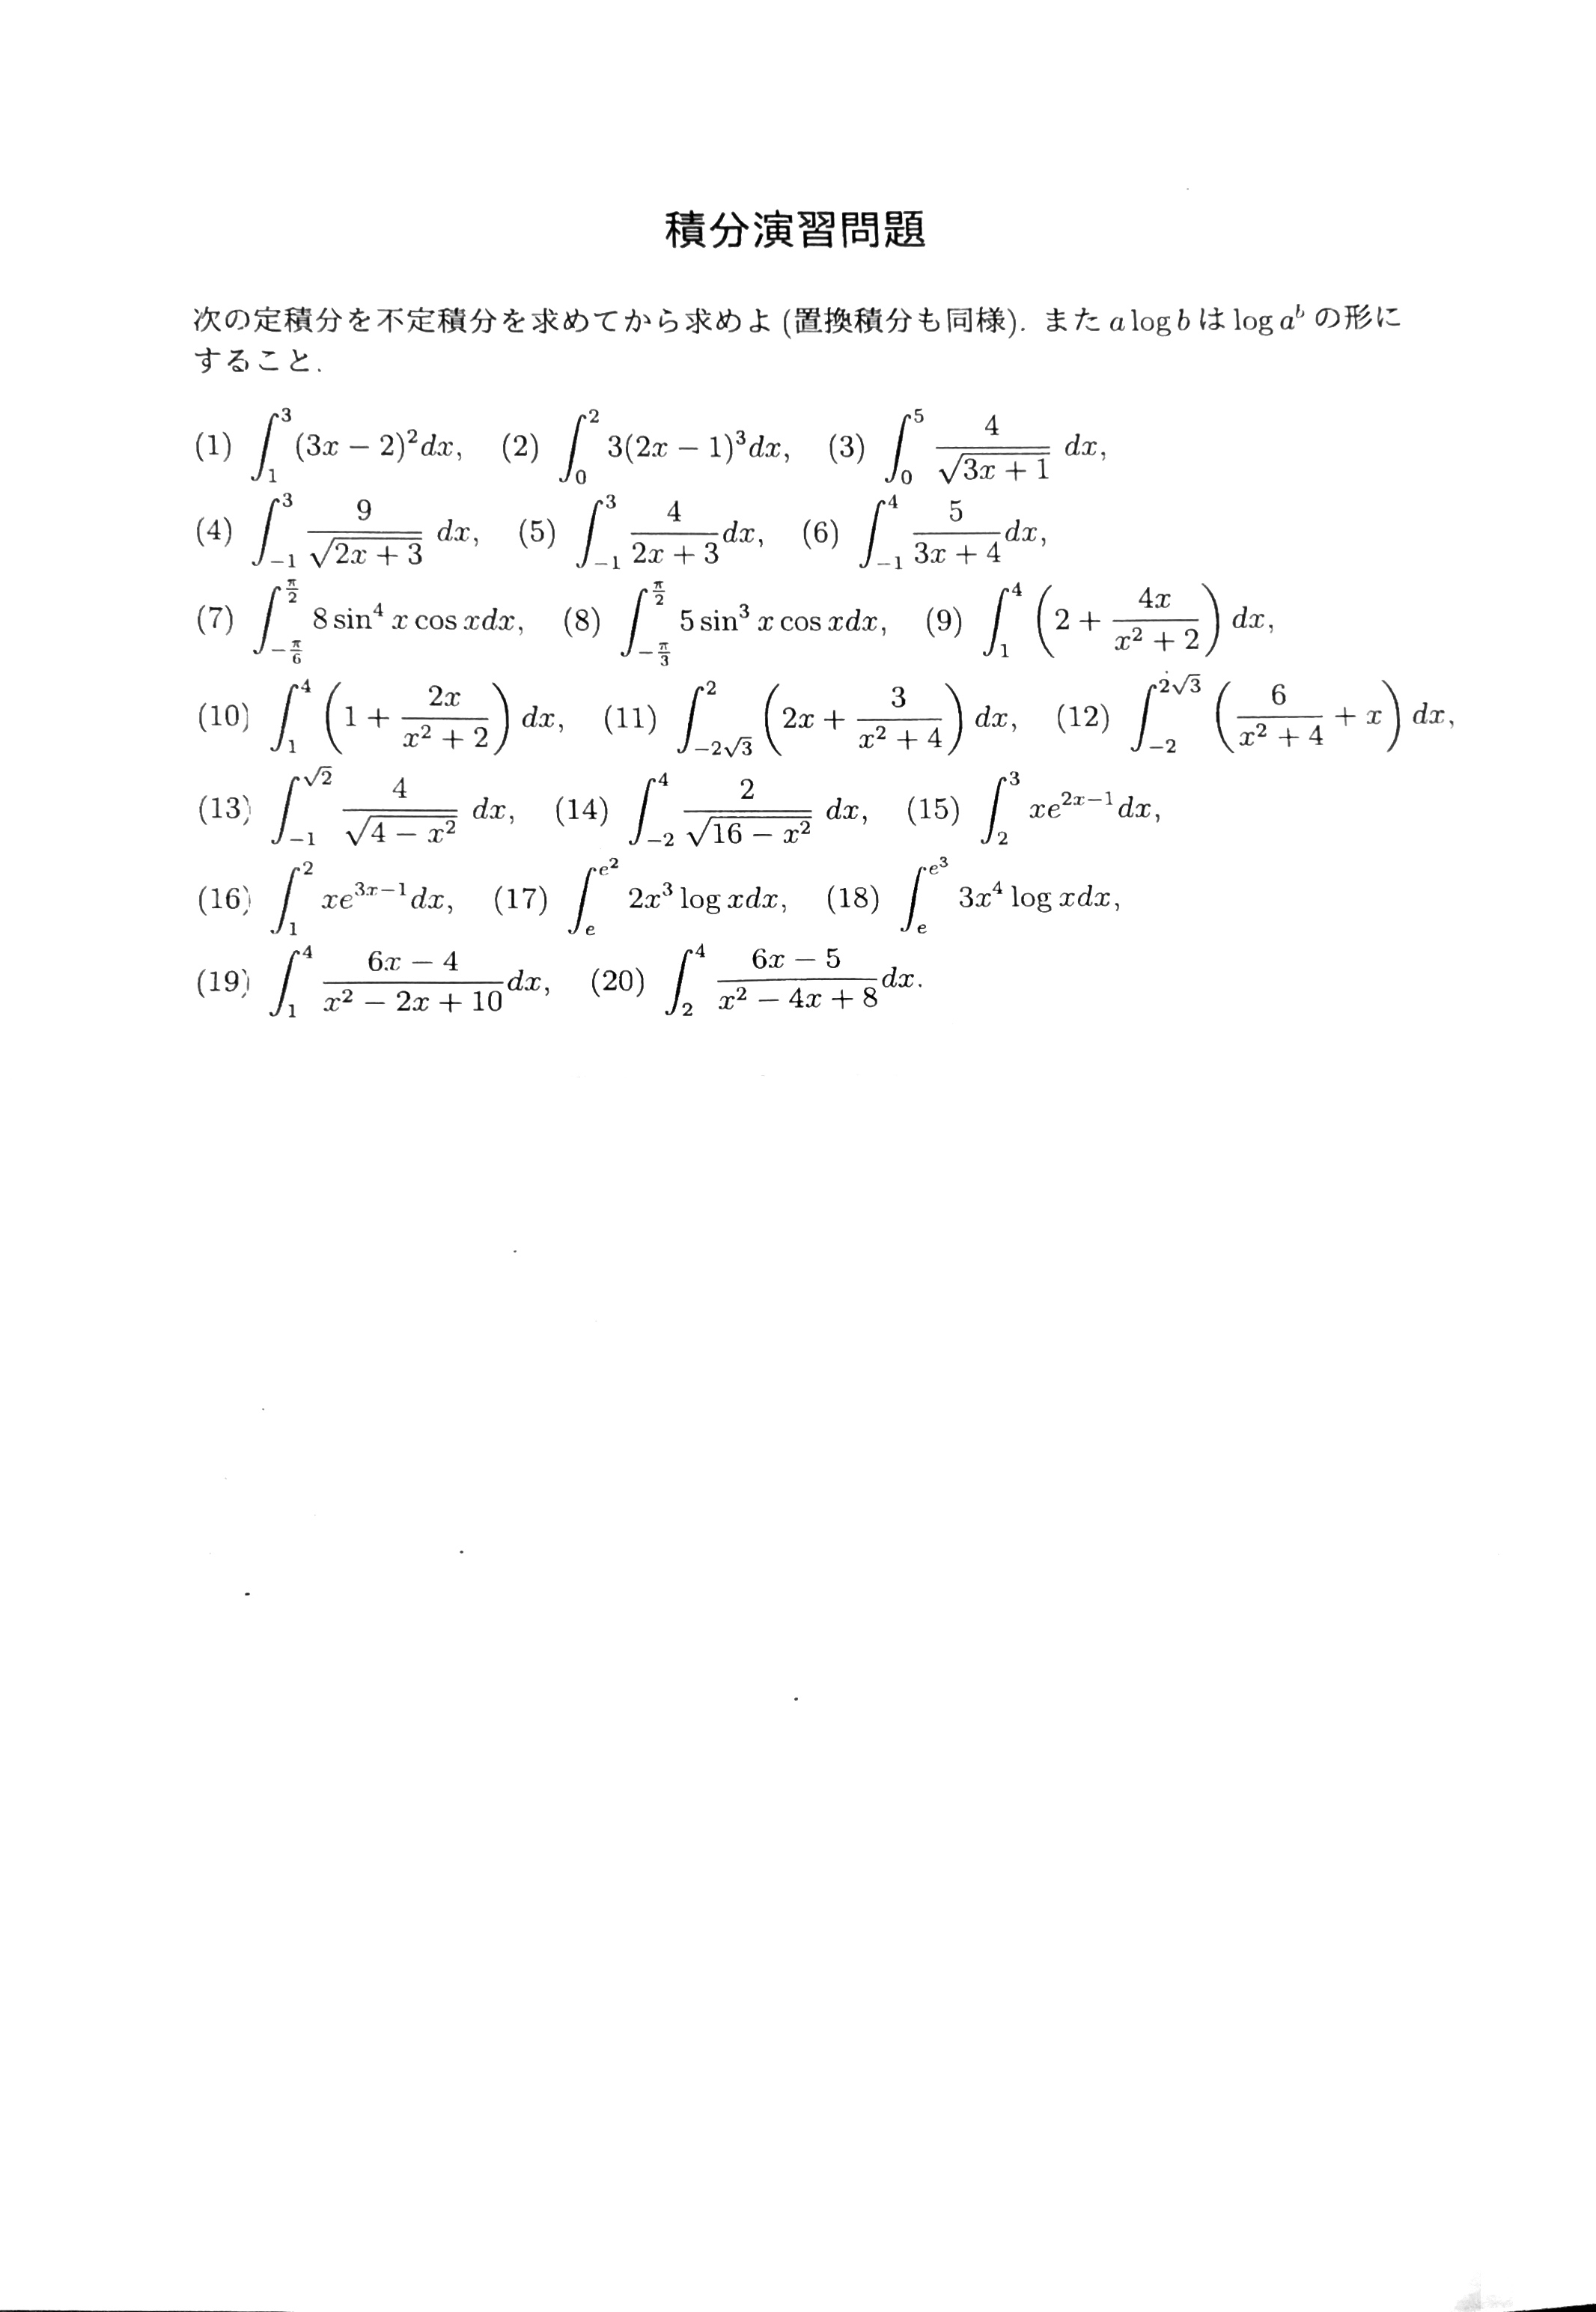 積分演習問題
次の定積分を不定積分を求めてから求めよ (置換積分も同様). また $a \log b$ は $\log a^b$ の形に
すること.
(1) $\int_1^3 (3x-2)^2 dx$, (2) $\int_0^2 3(2x-1)^3 dx$, (3) $\int_0^5 \frac{4}{\sqrt{3x+1}} dx$,
(4) $\int_{-1}^3 \frac{9}{\sqrt{2x+3}} dx$, (5) $\int_{-1}^3 \frac{4}{2x+3} dx$, (6) $\int_{-1}^4 \frac{5}{3x+4} dx$,
(7) $\int_{-\frac{\pi}{6}}^{\frac{\pi}{2}} 8 \sin^4 x \cos x dx$, (8) $\int_{-\frac{\pi}{3}}^{\frac{\pi}{2}} 5 \sin^3 x \cos x dx$, (9) $\int_1^4 \left(2 + \frac{4x}{x^2+2}\right) dx$,
(10) $\int_1^4 \left(1 + \frac{2x}{x^2+2}\right) dx$, (11) $\int_{-2\sqrt{3}}^2 \left(2x + \frac{3}{x^2+4}\right) dx$, (12) $\int_{-2}^{2\sqrt{3}} \left(\frac{6}{x^2+4} + x\right) dx$,
(13) $\int_{-1}^{\sqrt{2}} \frac{4}{\sqrt{4-x^2}} dx$, (14) $\int_{-2}^4 \frac{2}{\sqrt{16-x^2}} dx$, (15) $\int_2^3 xe^{2x-1} dx$,
(16) $\int_1^2 xe^{3x-1} dx$, (17) $\int_e^{e^2} 2x^3 \log x dx$, (18) $\int_e^{e^3} 3x^4 \log x dx$,
(19) $\int_1^4 \frac{6x-4}{x^2-2x+10} dx$, (20) $\int_2^4 \frac{6x-5}{x^2-4x+8} dx$.